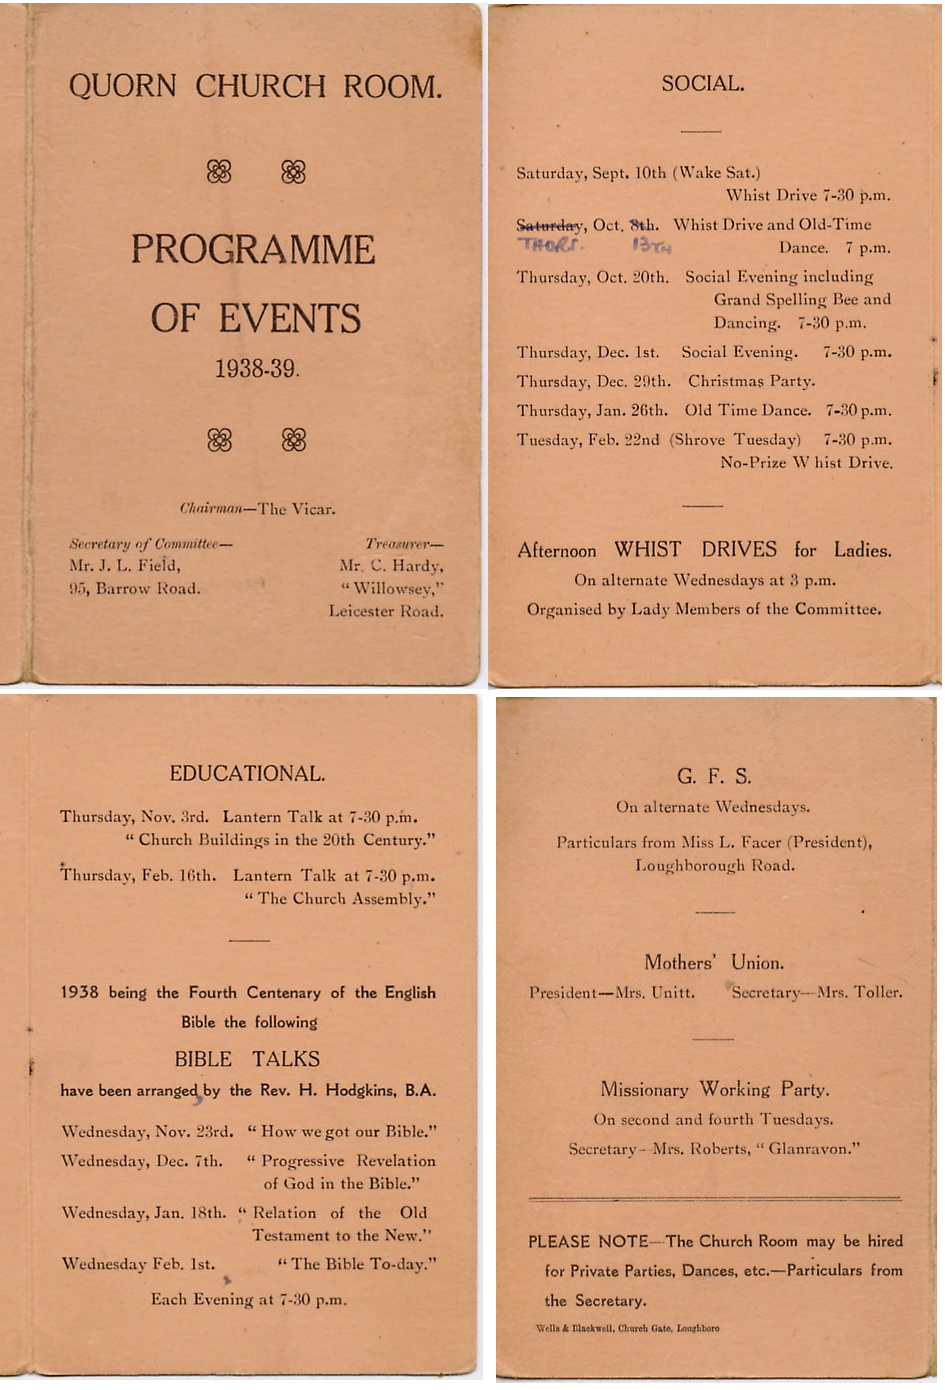 QUORN CHURCH ROOM.
PROGRAMME
OF EVENTS
1938-39.
Chairman—The Vicar.
Secretary of Committee—
Mr. J. L. Field,
95, Barrow Road.
Treasurer—
Mr. C. Hardy,
“ Willowsey,”
Leicester Road.
SOCIAL.
Saturday, Sept. 10th (Wake Sat.)
Whist Drive 7-30 p.m.
Saturday, Oct. 8th. Whist Drive and Old-Time
THURS. 13TH Dance. 7 p.m.
Thursday, Oct. 20th. Social Evening including
Grand Spelling Bee and
Dancing. 7-30 p.m.
Thursday, Dec. 1st. Social Evening. 7-30 p.m.
Thursday, Dec. 29th. Christmas Party.
Thursday, Jan. 26th. Old Time Dance. 7-30 p.m.
Tuesday, Feb. 22nd (Shrove Tuesday) 7-30 p.m.
No-Prize Whist Drive.
Afternoon WHIST DRIVES for Ladies.
On alternate Wednesdays at 3 p.m.
Organised by Lady Members of the Committee.
EDUCATIONAL.
Thursday, Nov. 3rd. Lantern Talk at 7-30 p.m.
“ Church Buildings in the 20th Century.”
Thursday, Feb. 16th. Lantern Talk at 7-30 p.m.
“ The Church Assembly.”
1938 being the Fourth Centenary of the English
Bible the following
BIBLE TALKS
have been arranged by the Rev. H. Hodgkins, B.A.
Wednesday, Nov. 23rd. “ How we got our Bible.”
Wednesday, Dec. 7th. “ Progressive Revelation
of God in the Bible.”
Wednesday, Jan. 18th. “ Relation of the Old
Testament to the New.”
Wednesday Feb. 1st. “ The Bible To-day.”
Each Evening at 7-30 p.m.
G. F. S.
On alternate Wednesdays.
Particulars from Miss L. Facer (President),
Loughborough Road.
Mothers’ Union.
President—Mrs. Unitt. Secretary—Mrs. Toller.
Missionary Working Party.
On second and fourth Tuesdays.
Secretary—Mrs. Roberts, “ Glanravon.”
PLEASE NOTE—The Church Room may be hired
for Private Parties, Dances, etc.—Particulars from
the Secretary.
Wells & Blackwell, Church Gate, Loughboro